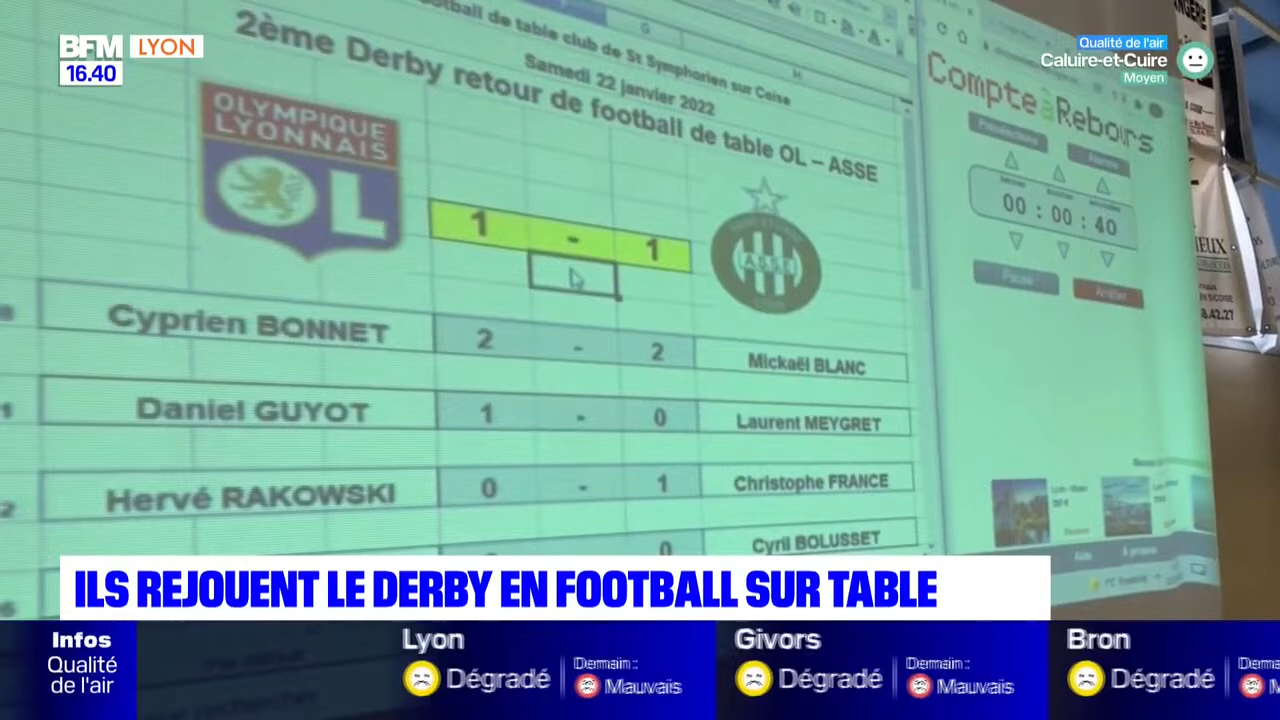 BFM LYON
16.40
Qualité de l'air
Caluire-et-Cuire
Moyen
football de table club de St Symphorien sur Coise
Samedi 22 janvier 2022
2ème Derby retour de football de table OL – ASSE
OLYMPIQUE
LYONNAIS
OL
ASSE
1 - 1
Cyprien BONNET 2 - 2 Mickaël BLANC
Daniel GUYOT 1 - 0 Laurent MEYGRET
Hervé RAKOWSKI 0 - 1 Christophe FRANCE
0 Cyril BOLUSSET
Compte à Rebours
00 : 00 : 40
Pause
Arrêter
ILS REJOUENT LE DERBY EN FOOTBALL SUR TABLE
Infos
Qualité
de l'air
Lyon
Dégradé
Demain :
Mauvais
Givors
Dégradé
Demain :
Mauvais
Bron
Dégradé